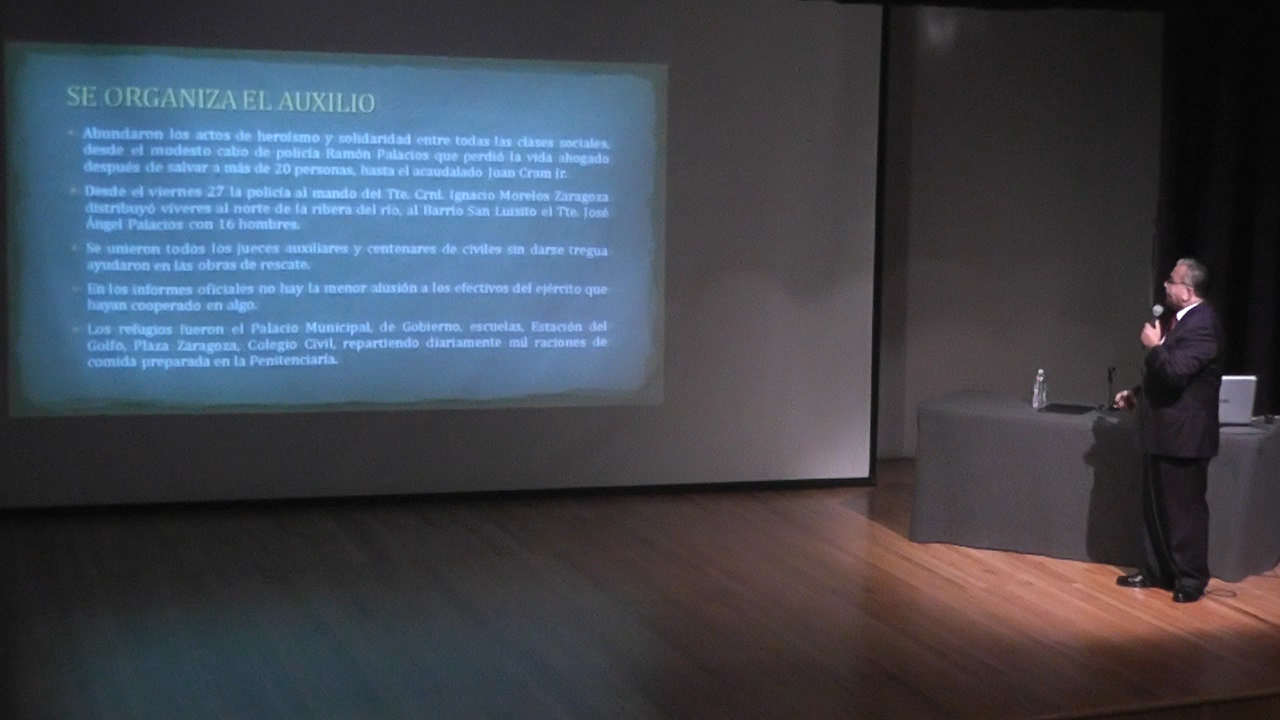 SE ORGANIZA EL AUXILIO
Abundaron los actos de heroísmo y solidaridad entre todas las clases sociales,
desde el modesto cabo de policía Ramón Palacios que perdió la vida ahogado
después de salvar a más de 20 personas, hasta el acaudalado Juan Cram Jr.
Desde el viernes 27 la policía al mando del Tte. Crnl. Ignacio Morelos Zaragoza
distribuyó víveres al norte de la ribera del río, al Barrio San Luisito el Tte. José
Ángel Palacios con 16 hombres.
Se unieron todos los jueces auxiliares y centenares de civiles sin darse tregua
ayudaron en las obras de rescate.
En los informes oficiales no hay la menor alusión a los efectivos del ejército que
hayan cooperado en algo.
Los refugios fueron el Palacio Municipal, de Gobierno, escuelas, Estación del
Golfo, Plaza Zaragoza, Colegio Civil, repartiendo diariamente mil raciones de
comida preparada en la Penitenciaría.